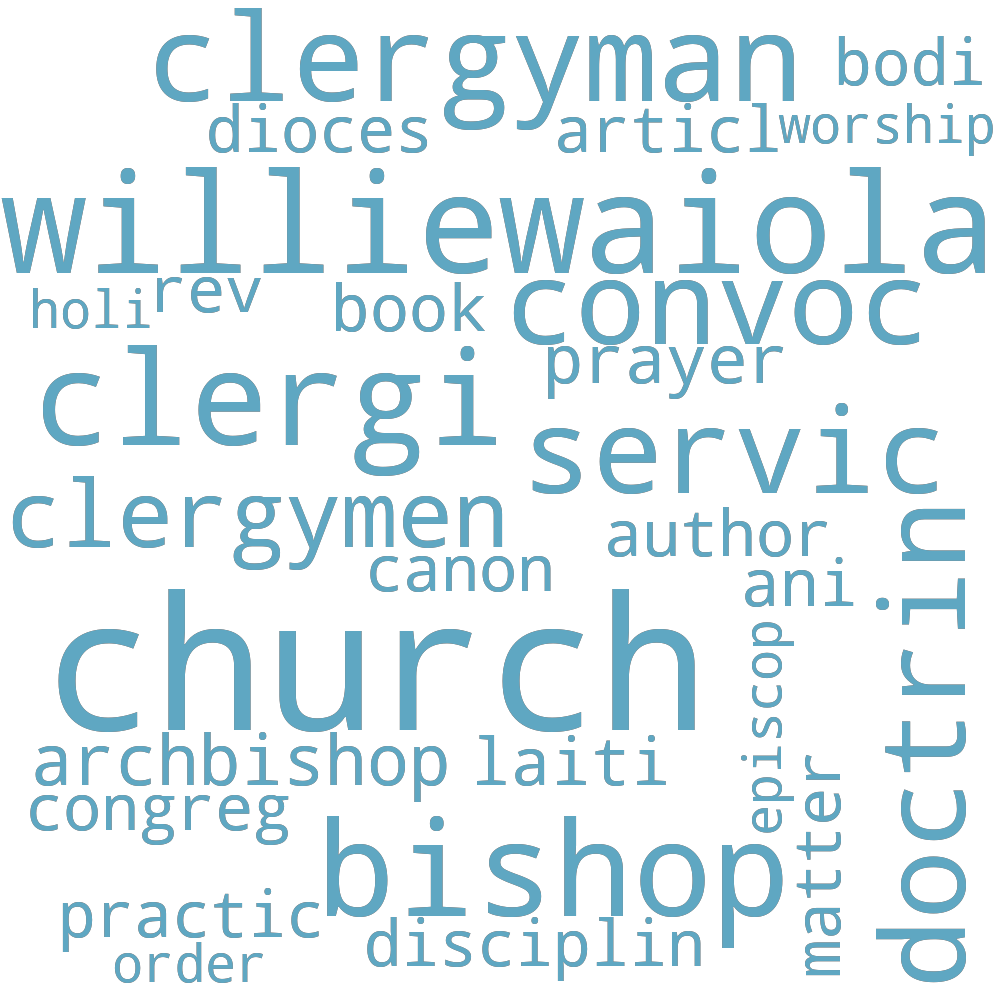 clergyman
bodi
dioces
articl
worship
williewaiola
holi
rev
book
convoc
prayer
clergi
servic
clergymen
author
canon
ani
doctrin
church
episcop
archbishop
laiti
matter
congreg
bishop
practic
disciplin
order